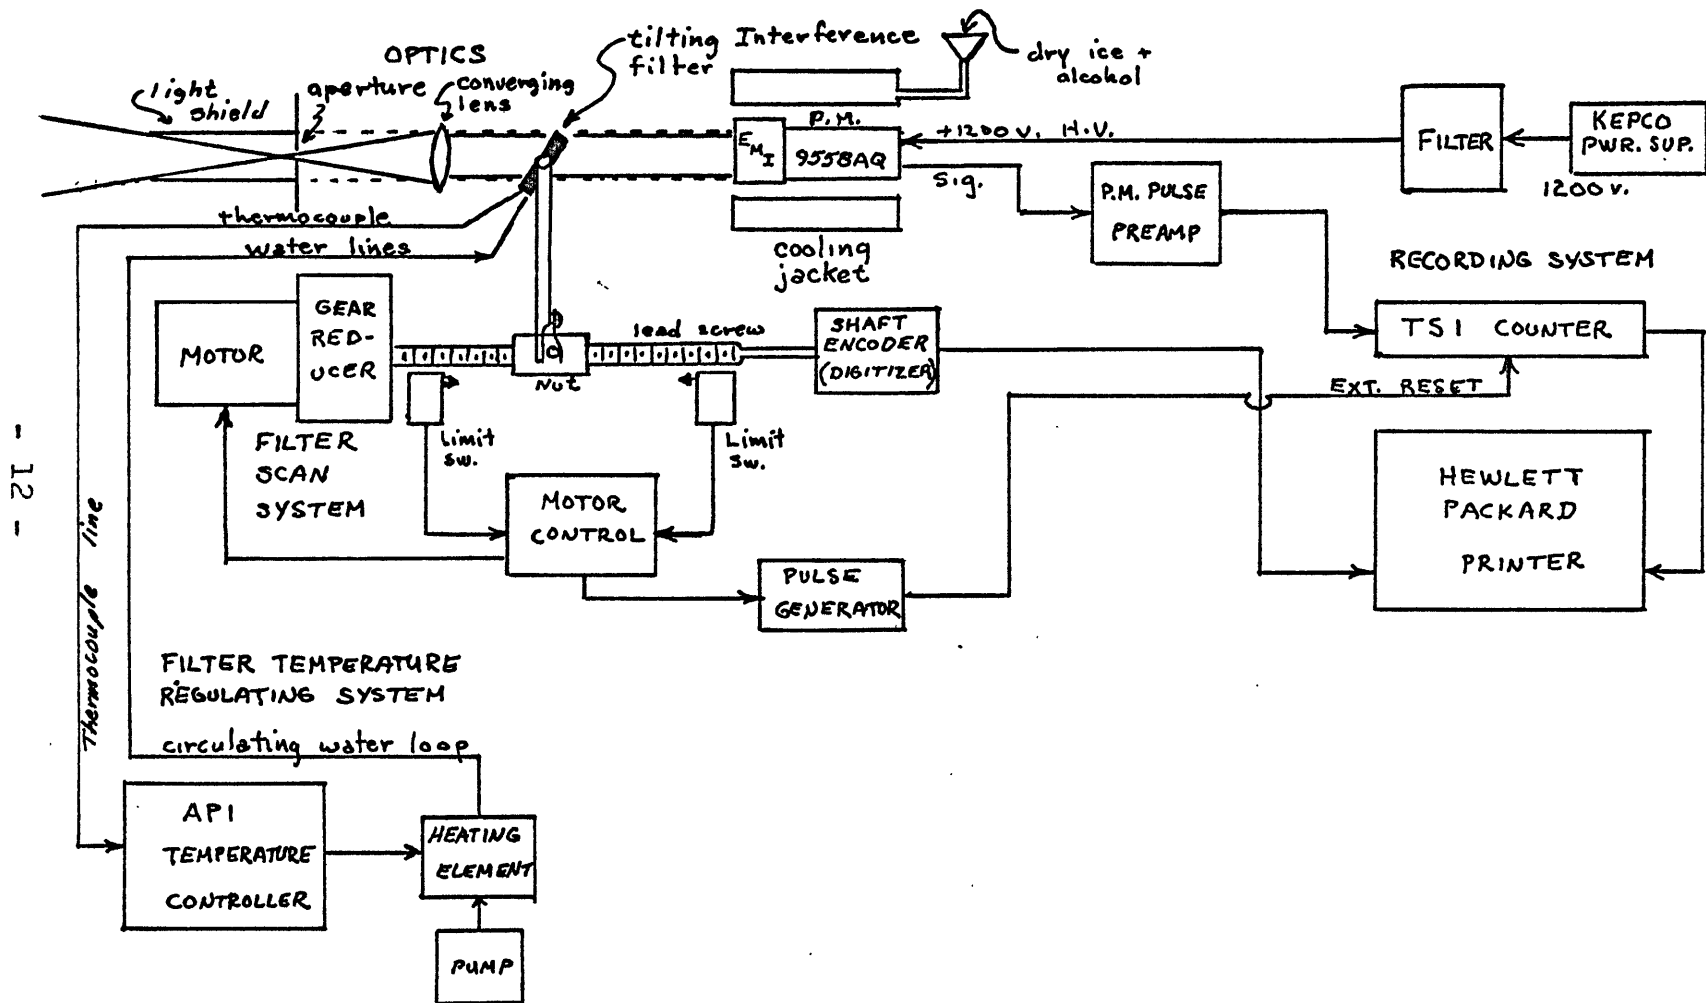 OPTICS
light
shield
aperture
converging
lens
tilting Interference
filter
dry ice +
alcohol
P.M.
EMI
9558AQ
+1200 v. H.V.
Sig.
FILTER
KEPCO
PWR. SUP.
1200 v.
P.M. PULSE
PREAMP
cooling
jacket
thermocouple
water lines
RECORDING SYSTEM
TSI COUNTER
EXT. RESET
MOTOR
GEAR
RED-
UCER
lead screw
Nut
SHAFT
ENCODER
(DIGITIZER)
Limit
sw.
Limit
sw.
FILTER
SCAN
SYSTEM
MOTOR
CONTROL
PULSE
GENERATOR
HEWLETT
PACKARD
PRINTER
- 12 -
Thermocouple line
FILTER TEMPERATURE
REGULATING SYSTEM
circulating water loop
API
TEMPERATURE
CONTROLLER
HEATING
ELEMENT
PUMP